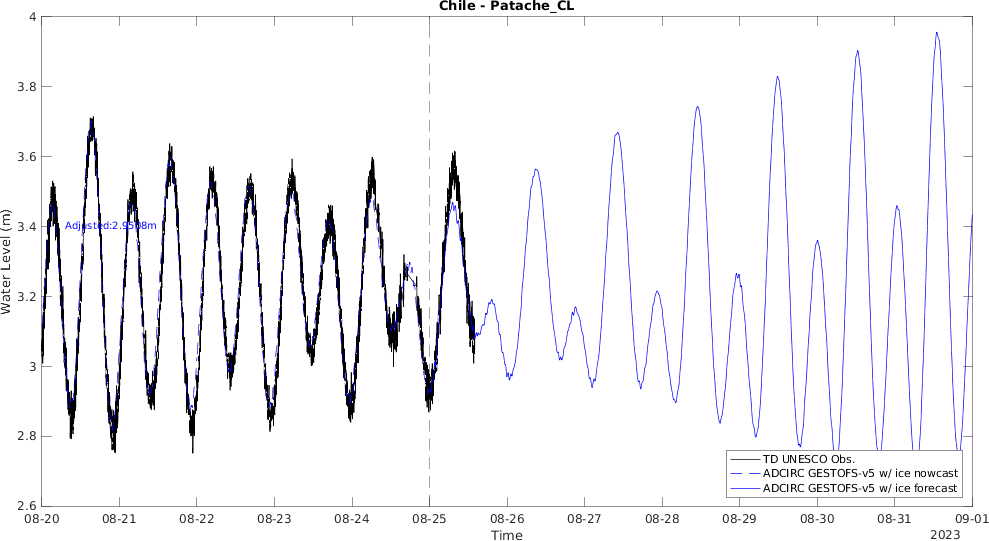 Chile - Patache_CL
4
3.8
3.6
3.4
3.2
3
2.8
2.6
Water Level (m)
Adjusted:2.9508m
TD UNESCO Obs.
ADCIRC GESTOFS-v5 w/ ice nowcast
ADCIRC GESTOFS-v5 w/ ice forecast
08-20 08-21 08-22 08-23 08-24 08-25 08-26 08-27 08-28 08-29 08-30 08-31 09-01
Time
2023